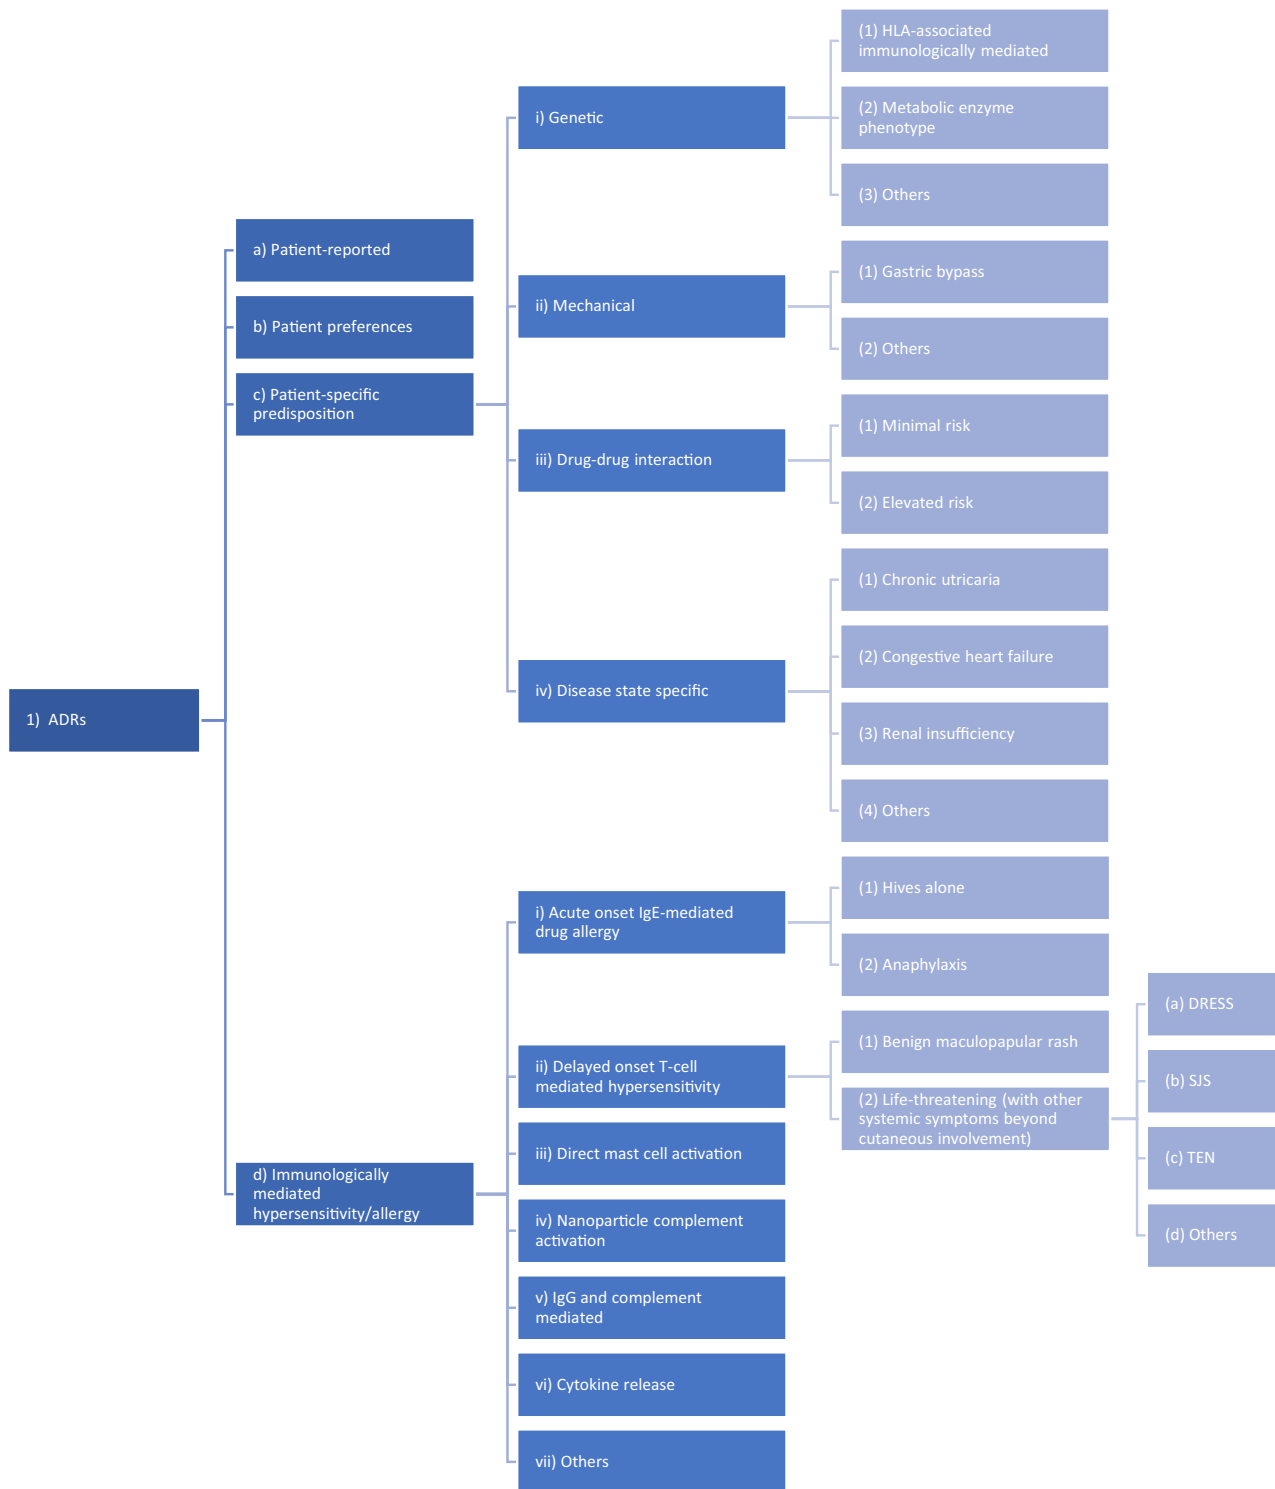 1) ADRs
a) Patient-reported
b) Patient preferences
c) Patient-specific
predisposition
i) Genetic
(1) HLA-associated
immunologically mediated
(2) Metabolic enzyme
phenotype
(3) Others
ii) Mechanical
(1) Gastric bypass
(2) Others
iii) Drug-drug interaction
(1) Minimal risk
(2) Elevated risk
iv) Disease state specific
(1) Chronic utricaria
(2) Congestive heart failure
(3) Renal insufficiency
(4) Others
d) Immunologically
mediated
hypersensitivity/allergy
i) Acute onset IgE-mediated
drug allergy
(1) Hives alone
(2) Anaphylaxis
ii) Delayed onset T-cell
mediated hypersensitivity
(1) Benign maculopapular rash
(2) Life-threatening (with other
systemic symptoms beyond
cutaneous involvement)
(a) DRESS
(b) SJS
(c) TEN
(d) Others
iii) Direct mast cell activation
iv) Nanoparticle complement
activation
v) IgG and complement
mediated
vi) Cytokine release
vii) Others